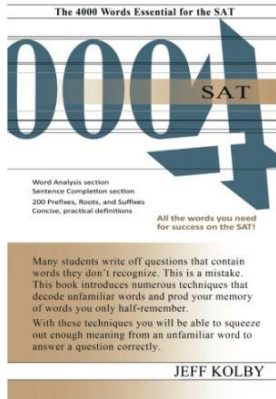 The 4000 Words Essential for the SAT
0004
SAT
Word Analysis section
Sentence Completion section
200 Prefixes, Roots, and Suffixes
Concise, practical definitions
All the words you need
for success on the SAT!
Many students write off questions that contain
words they don't recognize. This is a mistake.
This book introduces numerous techniques that
decode unfamiliar words and prod your memory
of words you only half-remember.
With these techniques you will be able to squeeze
out enough meaning from an unfamiliar word to
answer a question correctly.
JEFF KOLBY